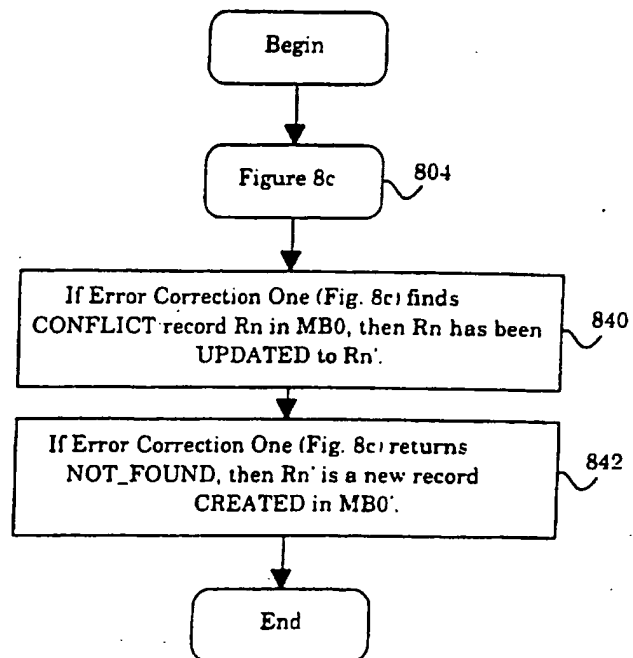 Begin
Figure 8c
804
If Error Correction One (Fig. 8c) finds
CONFLICT record Rn in MB0, then Rn has been
UPDATED to Rn'.
840
If Error Correction One (Fig. 8c) returns
NOT_FOUND, then Rn' is a new record
CREATED in MB0'.
842
End